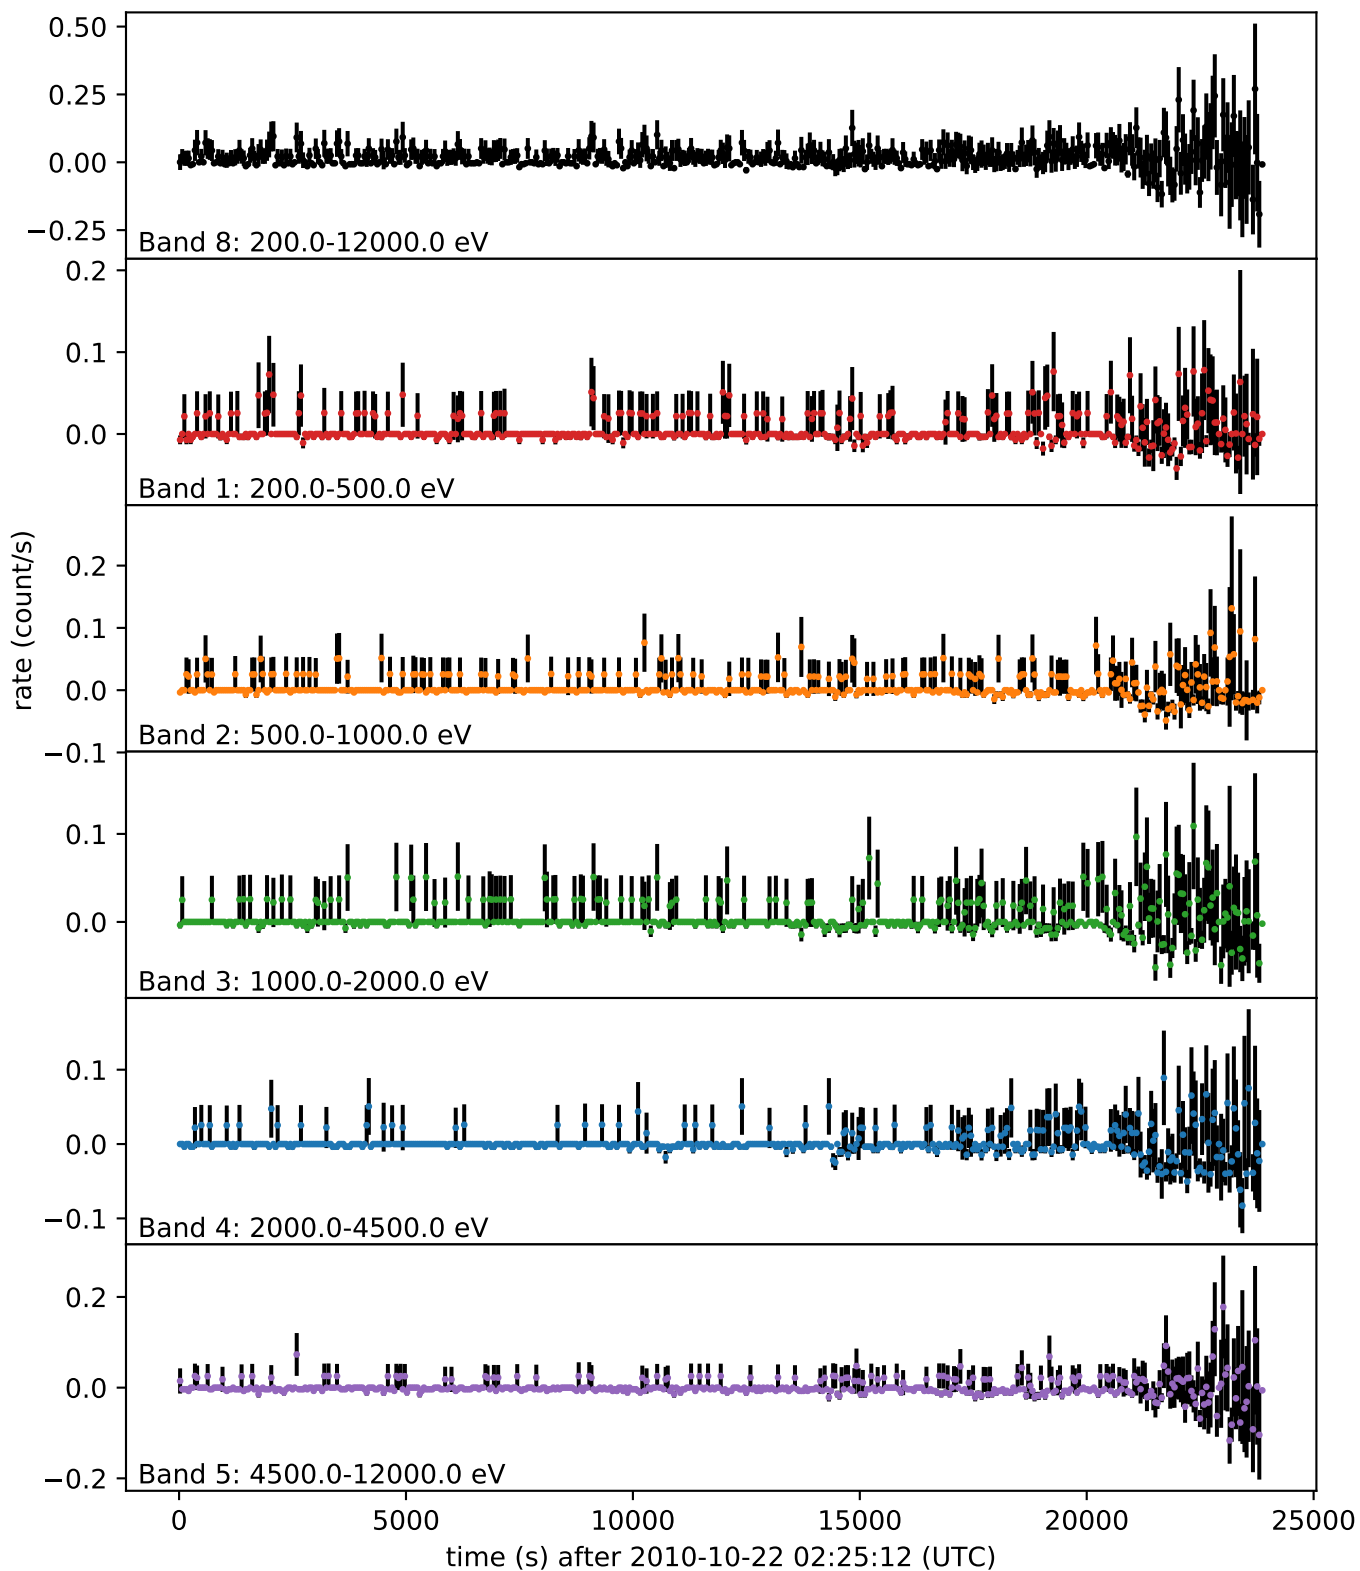 0.50
0.25
0.00
−0.25
Band 8: 200.0-12000.0 eV
0.2
0.1
0.0
Band 1: 200.0-500.0 eV
rate (count/s)
0.2
0.1
0.0
−0.1
Band 2: 500.0-1000.0 eV
0.1
0.0
Band 3: 1000.0-2000.0 eV
0.1
0.0
−0.1
Band 4: 2000.0-4500.0 eV
0.2
0.0
−0.2
Band 5: 4500.0-12000.0 eV
0 5000 10000 15000 20000 25000
time (s) after 2010-10-22 02:25:12 (UTC)